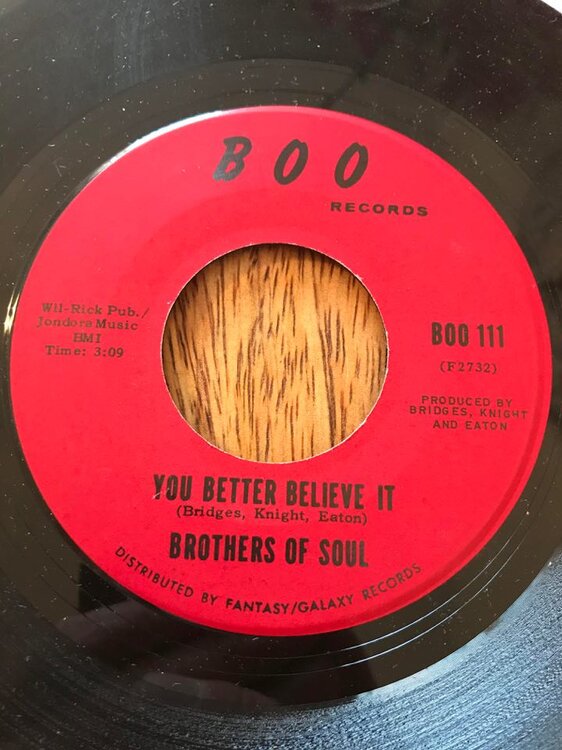 BOO
RECORDS
Wil-Rick Pub./
Jondora Music
BMI
Time: 3:09
BOO 111
(F2732)
PRODUCED BY
BRIDGES, KNIGHT
AND EATON
YOU BETTER BELIEVE IT
(Bridges, Knight, Eaton)
BROTHERS OF SOUL
DISTRIBUTED BY FANTASY/GALAXY RECORDS